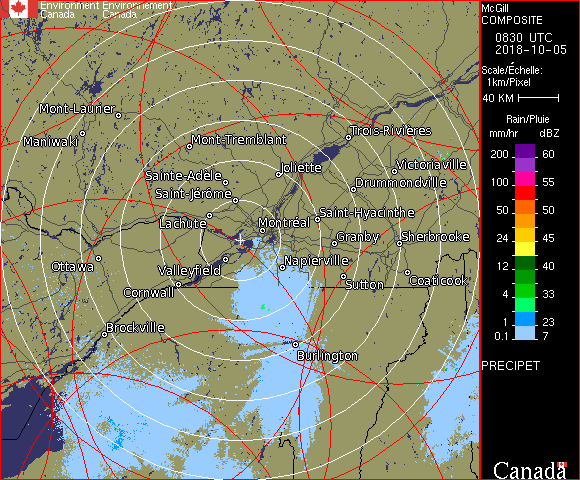 Environment Environnement
Canada Canada
McGill
COMPOSITE
0830 UTC
2018-10-05
Scale/Échelle:
1km/Pixel
40 KM
Rain/Pluie
mm/hr dBZ
200 60
150 57
100 55
50 50
24 45
12 40
4 33
1 23
0.1 7
PRECIPET
Canada
Mont-Laurier
Maniwaki
Mont-Tremblant
Trois-Rivières
Sainte-Adèle
Joliette
Victoriaville
Saint-Jérôme
Drummondville
Lachute
Montréal
Saint-Hyacinthe
Granby
Sherbrooke
Ottawa
Valleyfield
Napierville
Cornwall
Sutton
Coaticook
Brockville
Burlington